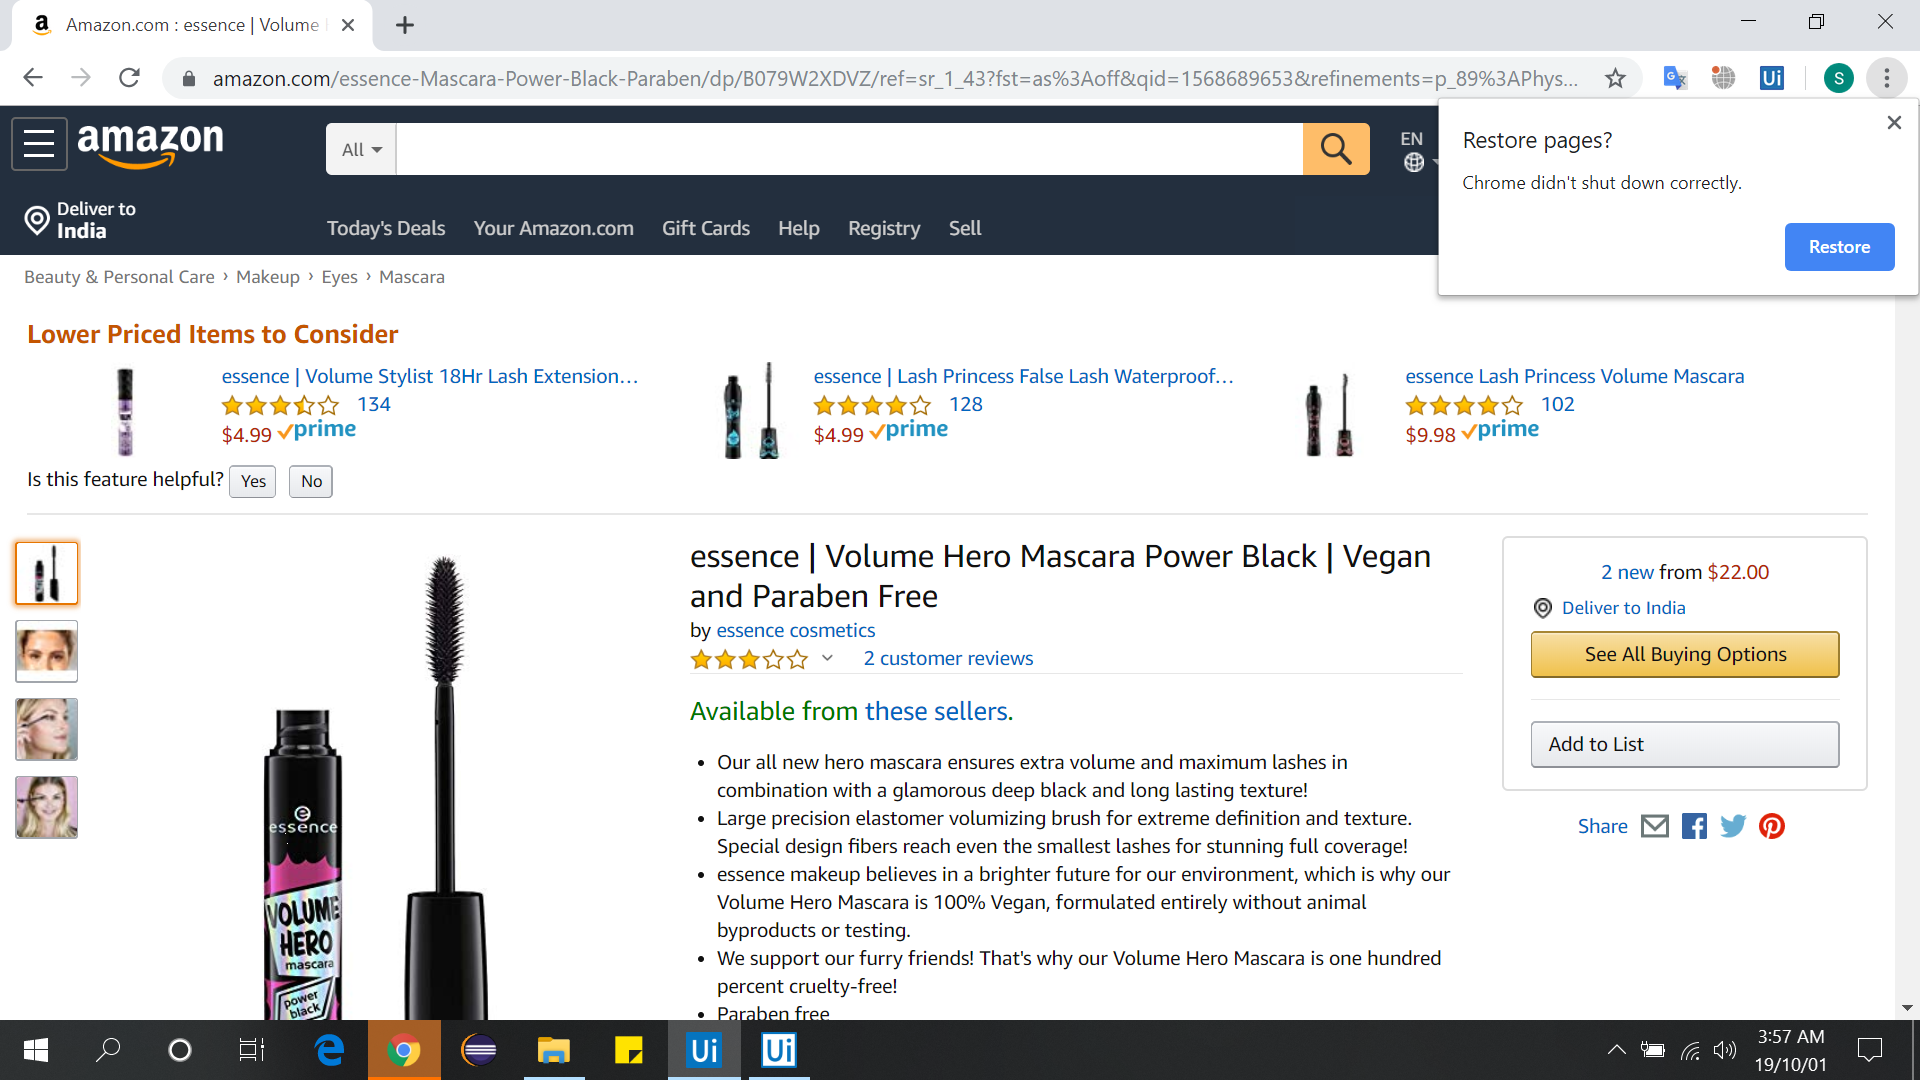 Amazon.com : essence | Volume
amazon.com/essence-Mascara-Power-Black-Paraben/dp/B079W2XDVZ/ref=sr_1_43?fst=as%3Aoff&qid=1568689653&refinements=p_89%3APhys...
S
Ui
Restore pages?
Chrome didn't shut down correctly.
Restore
amazon
All
EN
Deliver to
India
Today's Deals Your Amazon.com Gift Cards Help Registry Sell
Beauty & Personal Care › Makeup › Eyes › Mascara
Lower Priced Items to Consider
essence | Volume Stylist 18Hr Lash Extension...
134
$4.99 prime
essence | Lash Princess False Lash Waterproof...
128
$4.99 prime
essence Lash Princess Volume Mascara
102
$9.98 prime
Is this feature helpful? Yes No
essence | Volume Hero Mascara Power Black | Vegan
and Paraben Free
by essence cosmetics
2 customer reviews
Available from these sellers.
• Our all new hero mascara ensures extra volume and maximum lashes in
combination with a glamorous deep black and long lasting texture!
• Large precision elastomer volumizing brush for extreme definition and texture.
Special design fibers reach even the smallest lashes for stunning full coverage!
• essence makeup believes in a brighter future for our environment, which is why our
Volume Hero Mascara is 100% Vegan, formulated entirely without animal
byproducts or testing.
• We support our furry friends! That's why our Volume Hero Mascara is one hundred
percent cruelty-free!
• Paraben free
2 new from $22.00
Deliver to India
See All Buying Options
Add to List
Share
essence
VOLUME
HERO
mascara
power
black
Ui
Ui
3:57 AM
19/10/01